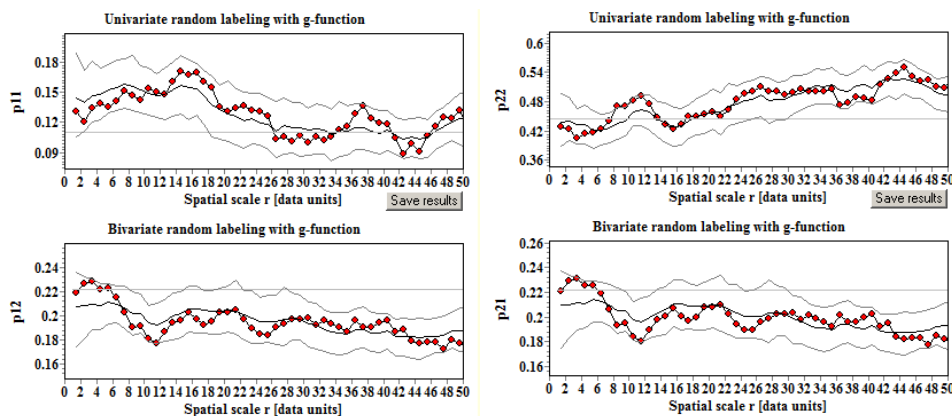 Univariate random labeling with g-function
p11
0.18
0.15
0.12
0.09
0 2 4 6 8 10 12 14 16 18 20 22 24 26 28 30 32 34 36 38 40 42 44 46 48 50
Spatial scale r [data units]
Save results
Univariate random labeling with g-function
p22
0.6
0.54
0.48
0.42
0.36
0 2 4 6 8 10 12 14 16 18 20 22 24 26 28 30 32 34 36 38 40 42 44 46 48 50
Spatial scale r [data units]
Save results
Bivariate random labeling with g-function
p12
0.24
0.22
0.2
0.18
0.16
0 2 4 6 8 10 12 14 16 18 20 22 24 26 28 30 32 34 36 38 40 42 44 46 48 50
Spatial scale r [data units]
Bivariate random labeling with g-function
p21
0.26
0.24
0.22
0.2
0.18
0.16
0 2 4 6 8 10 12 14 16 18 20 22 24 26 28 30 32 34 36 38 40 42 44 46 48 50
Spatial scale r [data units]